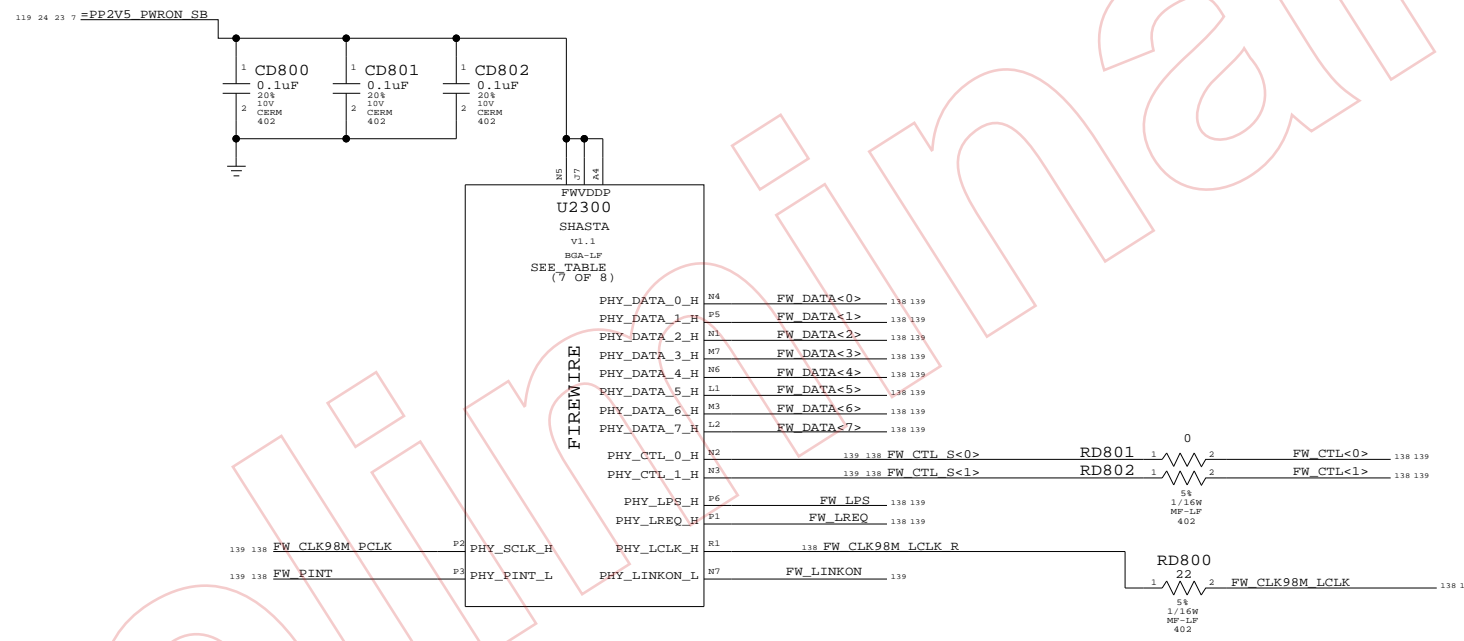 119 24 23 7 =PP2V5_PWRON_SB
1 CD800
0.1uF
20%
10V
2 CERM
402
1 CD801
0.1uF
20%
10V
2 CERM
402
1 CD802
0.1uF
20%
10V
2 CERM
402
N5 J7 A4
FWVDDP
U2300
SHASTA
V1.1
BGA-LF
SEE_TABLE
(7 OF 8)
FIREWIRE
PHY_DATA_0_H N4 FW_DATA<0> 138 139
PHY_DATA_1_H P5 FW_DATA<1> 138 139
PHY_DATA_2_H N1 FW_DATA<2> 138 139
PHY_DATA_3_H M7 FW_DATA<3> 138 139
PHY_DATA_4_H N6 FW_DATA<4> 138 139
PHY_DATA_5_H L1 FW_DATA<5> 138 139
PHY_DATA_6_H M3 FW_DATA<6> 138 139
PHY_DATA_7_H L2 FW_DATA<7> 138 139
0
PHY_CTL_0_H N2 139 138 FW_CTL_S<0> RD801 1 2 FW_CTL<0> 138 139
PHY_CTL_1_H N3 139 138 FW_CTL_S<1> RD802 1 2 FW_CTL<1> 138 139
5%
1/16W
MF-LF
402
PHY_LPS_H P6 FW_LPS 138 139
PHY_LREQ_H P1 FW_LREQ 138 139
139 138 FW_CLK98M_PCLK P2 PHY_SCLK_H PHY_LCLK_H R1 138 FW_CLK98M_LCLK_R
139 138 FW_PINT P3 PHY_PINT_L PHY_LINKON_L N7 FW_LINKON 139
RD800
22
1 2 FW_CLK98M_LCLK 138 1
5%
1/16W
MF-LF
402